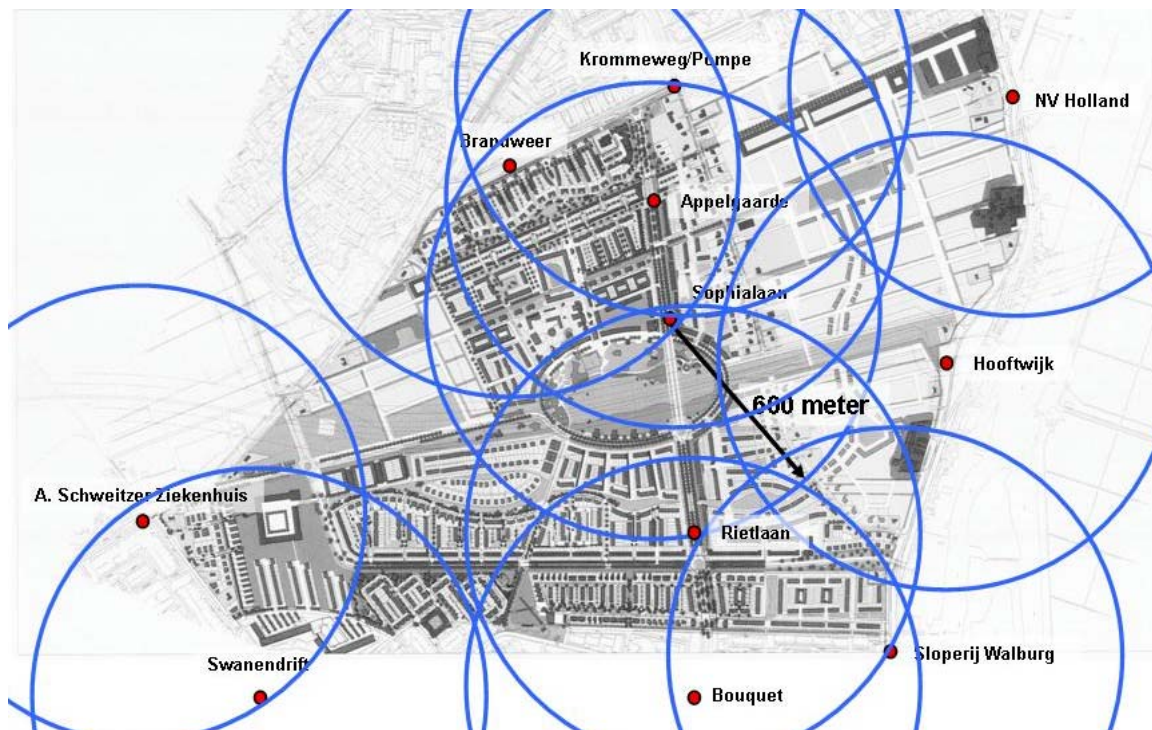 Krommeweg/Pompe
NV Holland
Brandweer
Appelgaarde
Sophialaan
Hooftwijk
600 meter
A. Schweitzer Ziekenhuis
Rietlaan
Swanendrift
Sloperij Walburg
Bouquet